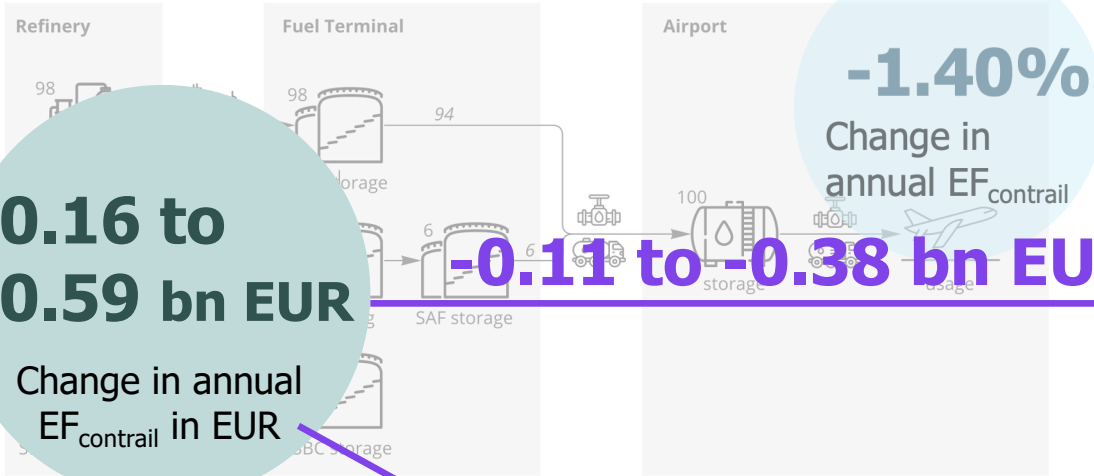 Refinery
Fuel Terminal
Airport
-1.40%
Change in
annual EFcontrail
98
98
94
100
0.16 to
6
6
-0.11 to -0.38 bn EU
storage
usage
0.59 bn EUR
SAF storage
Change in annual
EFcontrail in EUR
storage